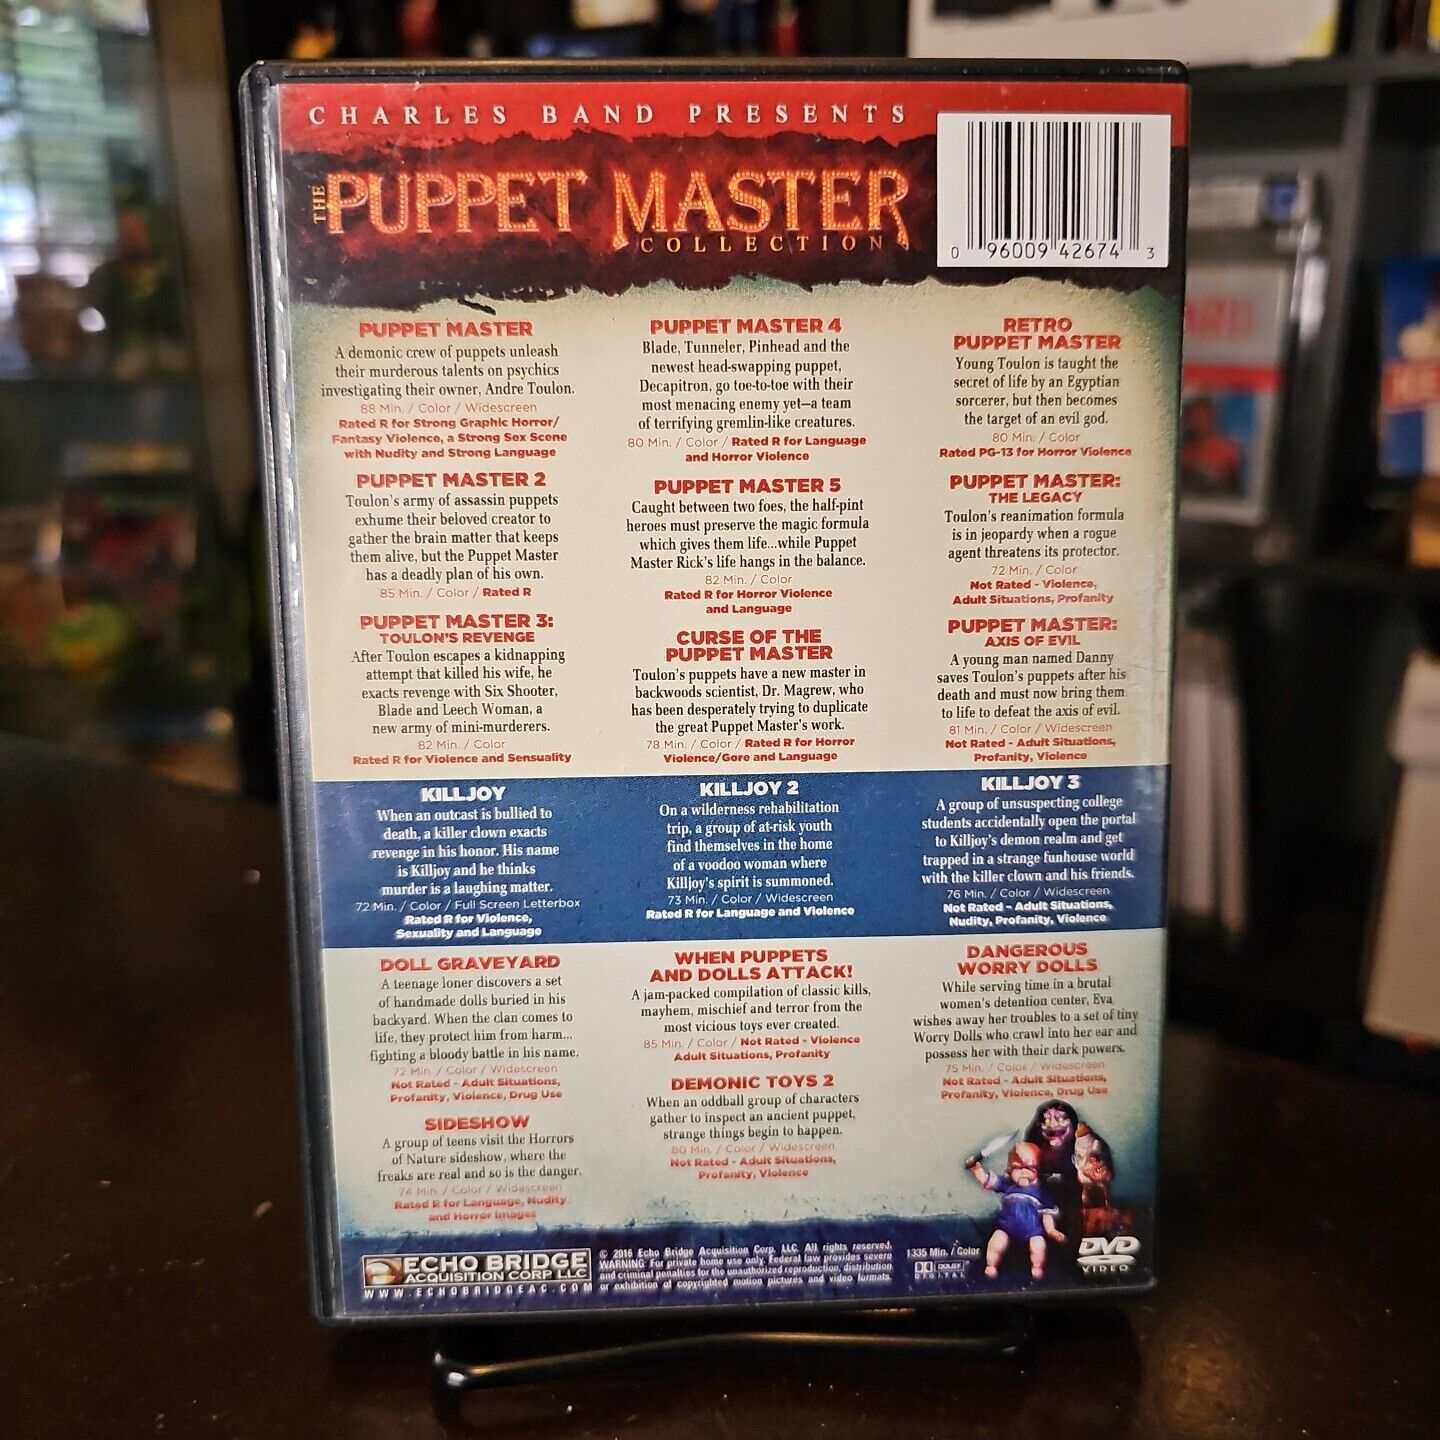 CHARLES BAND PRESENTS
THE PUPPET MASTER
COLLECTION
0 96009 42674 3
PUPPET MASTER
A demonic crew of puppets unleash
their murderous talents on psychics
investigating their owner, Andre Toulon.
88 Min. / Color / Widescreen
Rated R for Strong Graphic Horror/
Fantasy Violence, a Strong Sex Scene
with Nudity and Strong Language
PUPPET MASTER 2
Toulon's army of assassin puppets
exhume their beloved creator to
gather the brain matter that keeps
them alive, but the Puppet Master
has a deadly plan of his own.
85 Min. / Color / Rated R
PUPPET MASTER 3:
TOULON'S REVENGE
After Toulon escapes a kidnapping
attempt that killed his wife, he
exacts revenge with Six Shooter,
Blade and Leech Woman, a
new army of mini-murderers.
82 Min. / Color
Rated R for Violence and Sensuality
PUPPET MASTER 4
Blade, Tunneler, Pinhead and the
newest head-swapping puppet,
Decapitron, go toe-to-toe with their
most menacing enemy yet—a team
of terrifying gremlin-like creatures.
80 Min. / Color / Rated R for Language
and Horror Violence
PUPPET MASTER 5
Caught between two foes, the half-pint
heroes must preserve the magic formula
which gives them life...while Puppet
Master Rick's life hangs in the balance.
82 Min. / Color
Rated R for Horror Violence
and Language
CURSE OF THE
PUPPET MASTER
Toulon's puppets have a new master in
backwoods scientist, Dr. Magrew, who
has been desperately trying to duplicate
the great Puppet Master's work.
78 Min. / Color / Rated R for Horror
Violence/Gore and Language
RETRO
PUPPET MASTER
Young Toulon is taught the
secret of life by an Egyptian
sorcerer, but then becomes
the target of an evil god.
80 Min. / Color
Rated PG-13 for Horror Violence
PUPPET MASTER:
THE LEGACY
Toulon's reanimation formula
is in jeopardy when a rogue
agent threatens its protector.
72 Min. / Color
Not Rated - Violence,
Adult Situations, Profanity
PUPPET MASTER:
AXIS OF EVIL
A young man named Danny
saves Toulon's puppets after his
death and must now bring them
to life to defeat the axis of evil.
81 Min. / Color / Widescreen
Not Rated - Adult Situations,
Profanity, Violence
KILLJOY
When an outcast is bullied to
death, a killer clown exacts
revenge in his honor. His name
is Killjoy and he thinks
murder is a laughing matter.
72 Min. / Color / Full Screen Letterbox
Rated R for Violence,
Sexuality and Language
KILLJOY 2
On a wilderness rehabilitation
trip, a group of at-risk youth
find themselves in the home
of a voodoo woman where
Killjoy's spirit is summoned.
73 Min. / Color / Widescreen
Rated R for Language and Violence
KILLJOY 3
A group of unsuspecting college
students accidentally open the portal
to Killjoy's demon realm and get
trapped in a strange funhouse world
with the killer clown and his friends.
76 Min. / Color / Widescreen
Not Rated - Adult Situations,
Nudity, Profanity, Violence
DOLL GRAVEYARD
A teenage loner discovers a set
of handmade dolls buried in his
backyard. When the clan comes to
life, they protect him from harm...
fighting a bloody battle in his name.
72 Min. / Color / Widescreen
Not Rated - Adult Situations,
Profanity, Violence, Drug Use
SIDESHOW
A group of teens visit the Horrors
of Nature sideshow, where the
freaks are real and so is the danger.
74 Min. / Color / Widescreen
Rated R for Language, Nudity
and Horror Images
WHEN PUPPETS
AND DOLLS ATTACK!
A jam-packed compilation of classic kills,
mayhem, mischief and terror from the
most vicious toys ever created.
85 Min. / Color / Not Rated - Violence
Adult Situations, Profanity
DEMONIC TOYS 2
When an oddball group of characters
gather to inspect an ancient puppet,
strange things begin to happen.
80 Min. / Color / Widescreen
Not Rated - Adult Situations,
Profanity, Violence
DANGEROUS
WORRY DOLLS
While serving time in a brutal
women's detention center, Eva
wishes away her troubles to a set of tiny
Worry Dolls who crawl into her ear and
possess her with their dark powers.
75 Min. / Color / Widescreen
Not Rated - Adult Situations,
Profanity, Violence, Drug Use
ECHO BRIDGE
ACQUISITION CORP LLC
WWW.ECHOBRIDGEAC.COM
© 2016 Echo Bridge Acquisition Corp, LLC. All rights reserved.
WARNING: For private home use only. Federal law provides severe
and criminal penalties for the unauthorized reproduction, distribution
or exhibition of copyrighted motion pictures and video formats.
1335 Min. / Color
DOLBY
DIGITAL
DVD
VIDEO